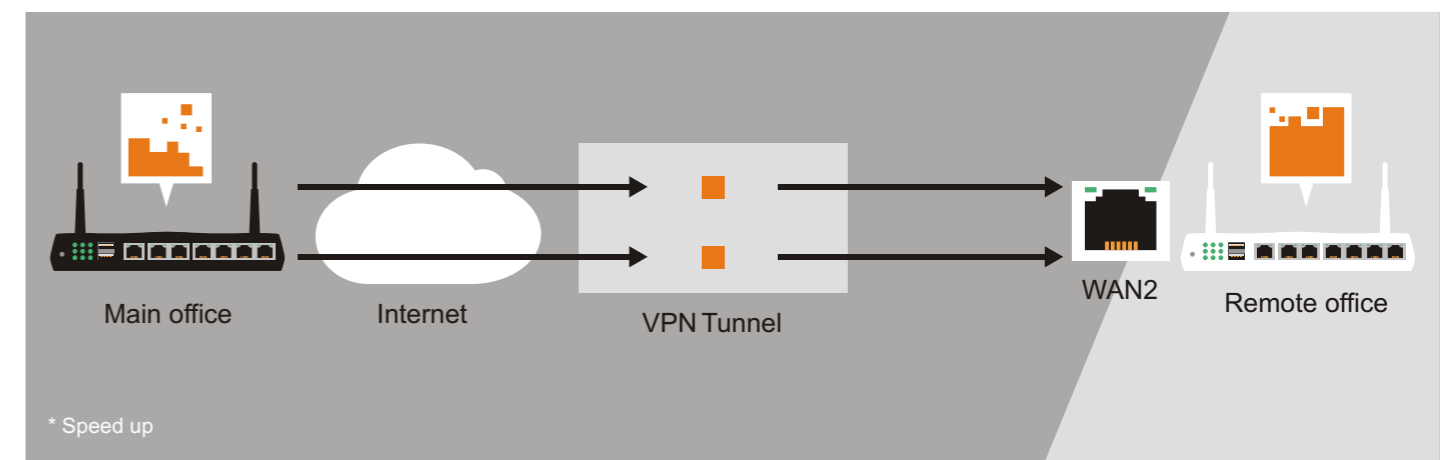 Main office
Internet
VPN Tunnel
WAN2
Remote office
* Speed up